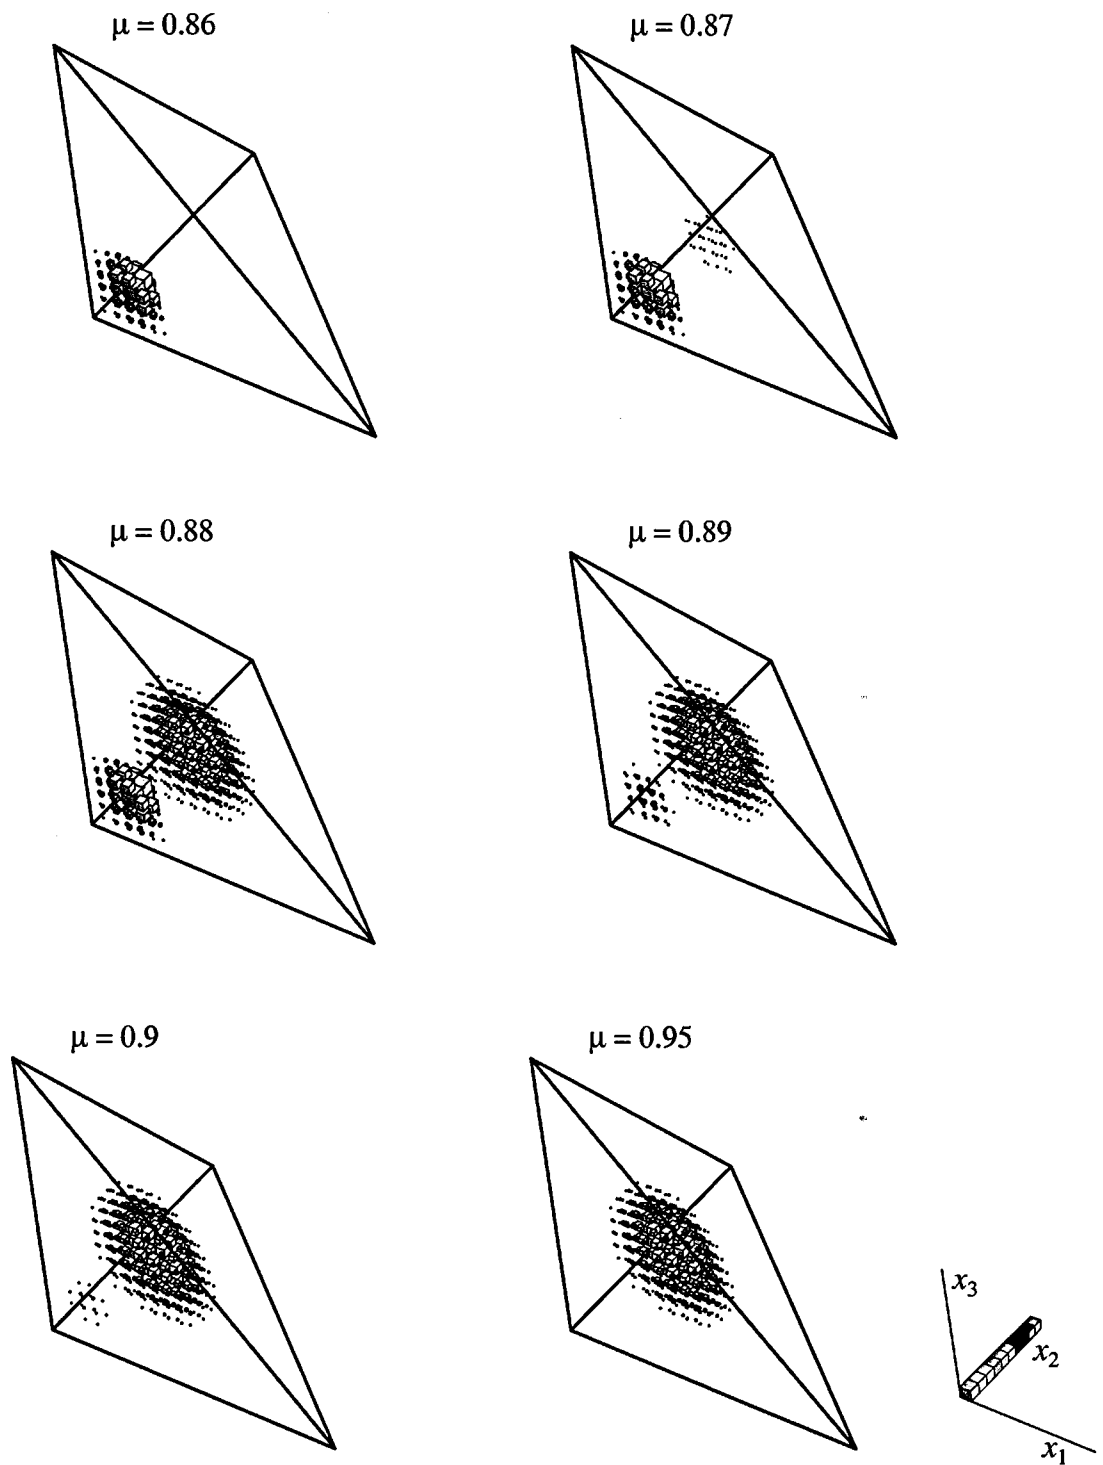 μ = 0.86
μ = 0.87
μ = 0.88
μ = 0.89
μ = 0.9
μ = 0.95
x₃
x₂
x₁